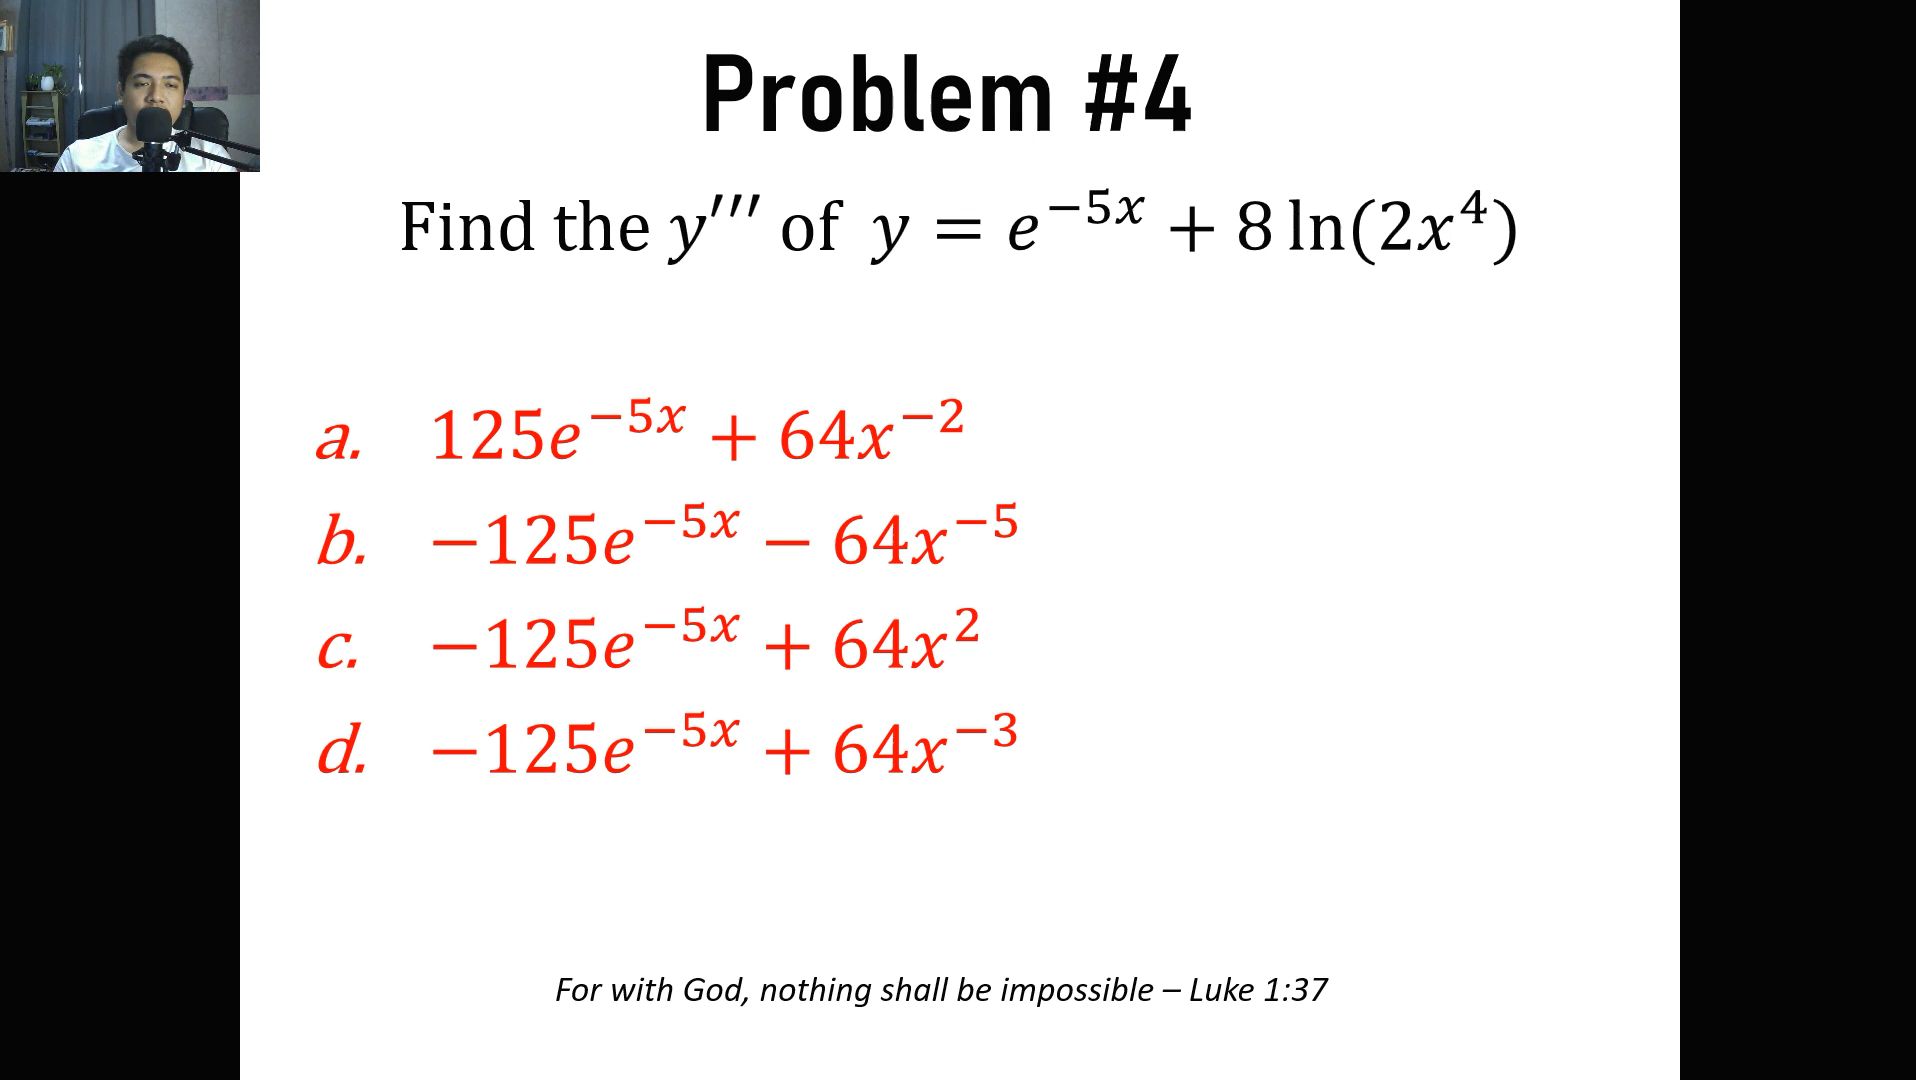 Problem #4
Find the y′′′ of y = e⁻⁵ˣ + 8 ln(2x⁴)
a. 125e⁻⁵ˣ + 64x⁻²
b. −125e⁻⁵ˣ − 64x⁻⁵
c. −125e⁻⁵ˣ + 64x²
d. −125e⁻⁵ˣ + 64x⁻³
For with God, nothing shall be impossible – Luke 1:37